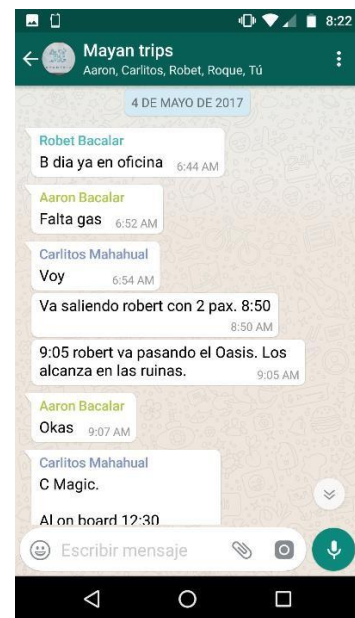 8:22
Mayan trips
Aaron, Carlitos, Robet, Roque, Tú
4 DE MAYO DE 2017
Robet Bacalar
B dia ya en oficina 6:44 AM
Aaron Bacalar
Falta gas 6:52 AM
Carlitos Mahahual
Voy 6:54 AM
Va saliendo robert con 2 pax. 8:50
8:50 AM
9:05 robert va pasando el Oasis. Los
alcanza en las ruinas. 9:05 AM
Aaron Bacalar
Okas 9:07 AM
Carlitos Mahahual
C Magic.
Al on board 12:30
Escribir mensaje